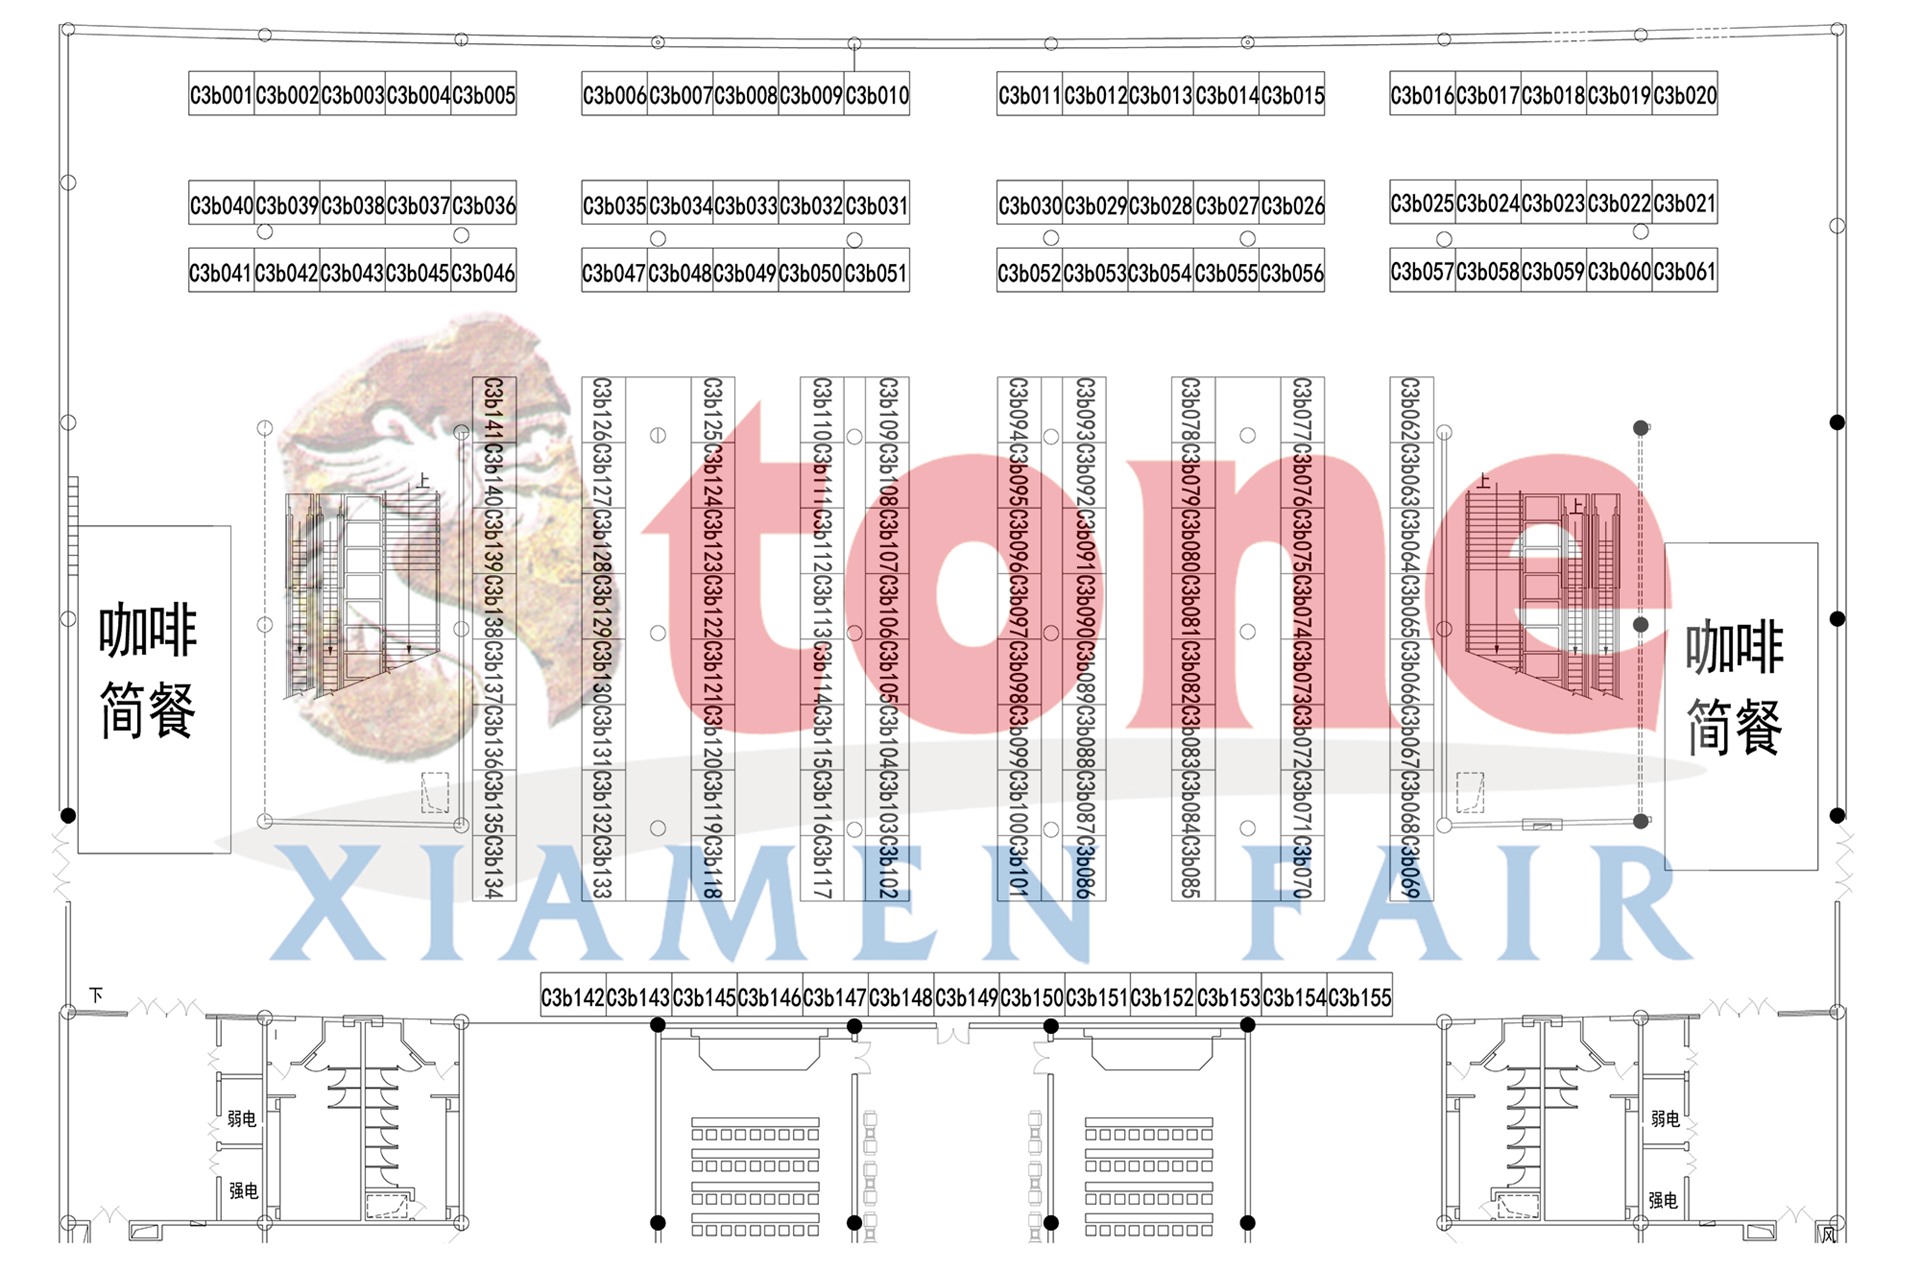 C3b001 C3b002 C3b003 C3b004 C3b005 C3b006 C3b007 C3b008 C3b009 C3b010 C3b011 C3b012 C3b013 C3b014 C3b015 C3b016 C3b017 C3b018 C3b019 C3b020
C3b040 C3b039 C3b038 C3b037 C3b036 C3b035 C3b034 C3b033 C3b032 C3b031 C3b030 C3b029 C3b028 C3b027 C3b026 C3b025 C3b024 C3b023 C3b022 C3b021
C3b041 C3b042 C3b043 C3b045 C3b046 C3b047 C3b048 C3b049 C3b050 C3b051 C3b052 C3b053 C3b054 C3b055 C3b056 C3b057 C3b058 C3b059 C3b060 C3b061
C3b141 C3b140 C3b139 C3b138 C3b137 C3b136 C3b135 C3b134
C3b126 C3b127 C3b128 C3b129 C3b130 C3b131 C3b132 C3b133
C3b125 C3b124 C3b123 C3b122 C3b121 C3b120 C3b119 C3b118
C3b110 C3b111 C3b112 C3b113 C3b114 C3b115 C3b116 C3b117
C3b109 C3b108 C3b107 C3b106 C3b105 C3b104 C3b103 C3b102
C3b094 C3b095 C3b096 C3b097 C3b098 C3b099 C3b100 C3b101
C3b093 C3b092 C3b091 C3b090 C3b089 C3b088 C3b087 C3b086
C3b078 C3b079 C3b080 C3b081 C3b082 C3b083 C3b084 C3b085
C3b077 C3b076 C3b075 C3b074 C3b073 C3b072 C3b071 C3b070
C3b062 C3b063 C3b064 C3b065 C3b066 C3b067 C3b068 C3b069
上
上
上
咖啡
简餐
咖啡
简餐
tone
XIAMEN FAIR
C3b142 C3b143 C3b145 C3b146 C3b147 C3b148 C3b149 C3b150 C3b151 C3b152 C3b153 C3b154 C3b155
下
弱电
强电
弱电
强电
风